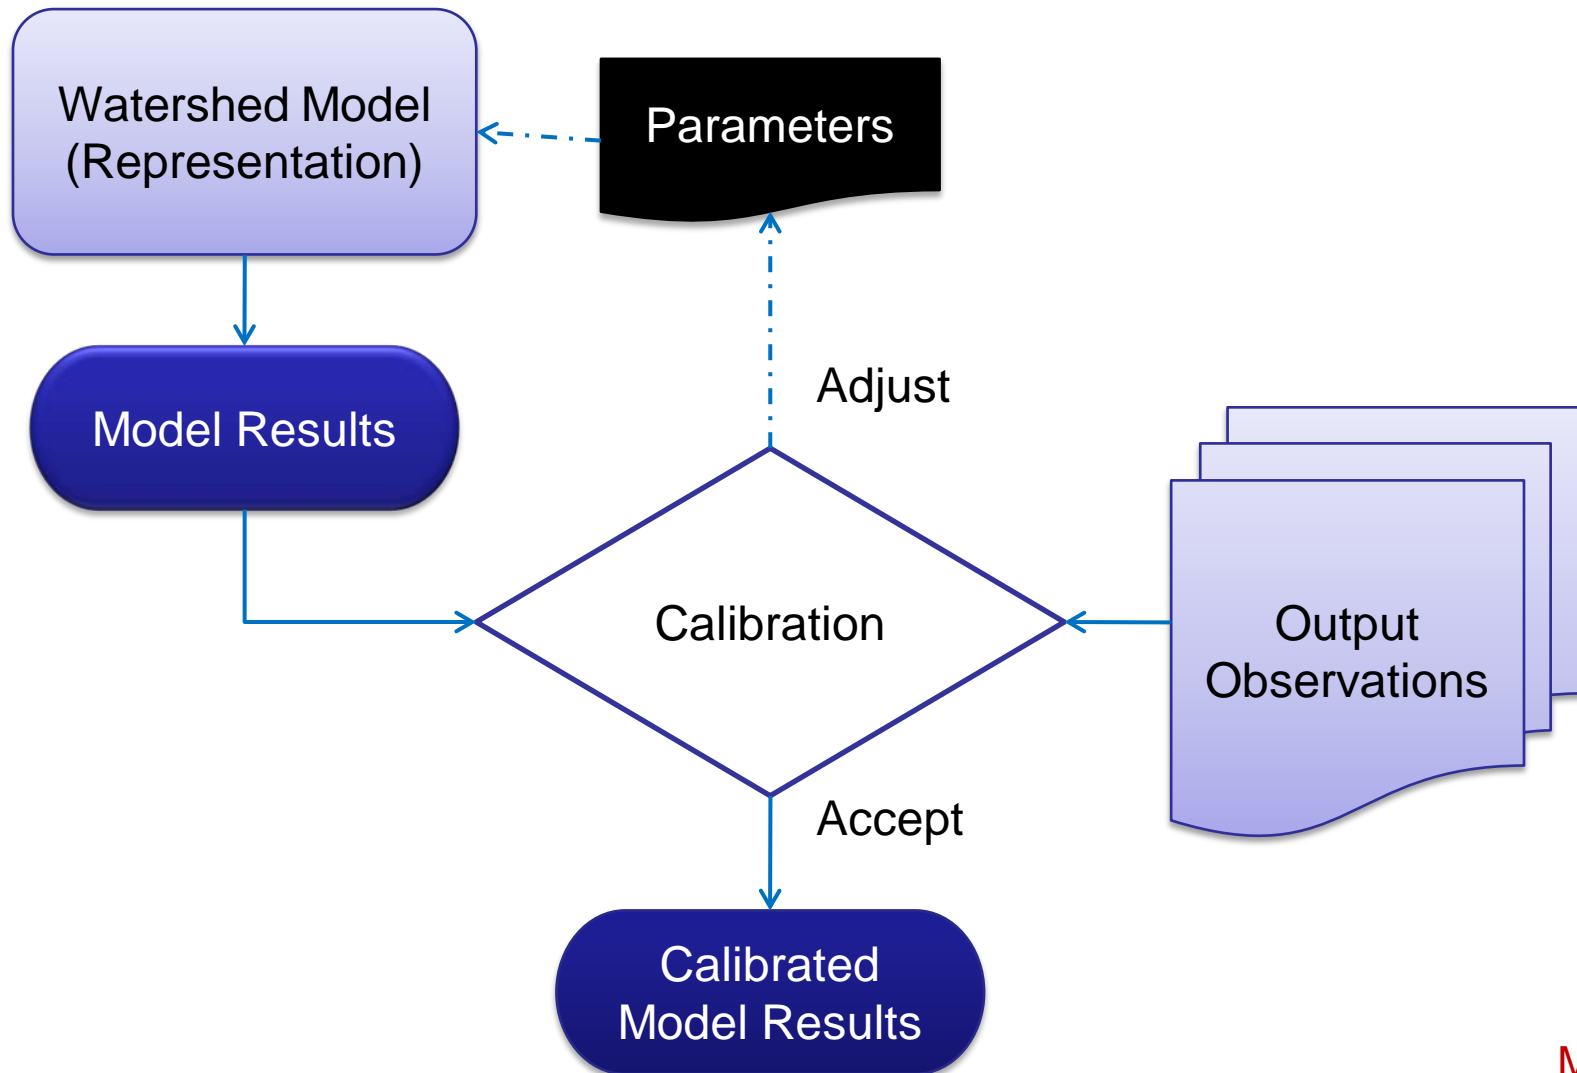 Watershed Model
(Representation)
Parameters
Model Results
Adjust
Calibration
Output
Observations
Accept
Calibrated
Model Results
M